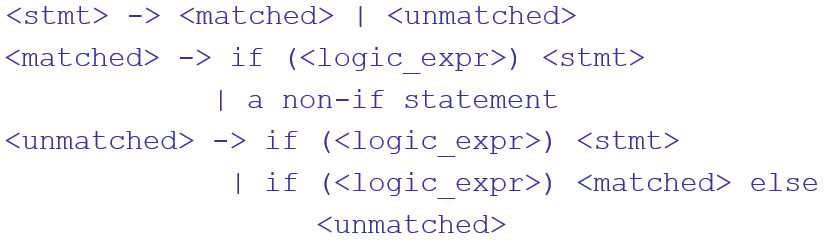 <stmt> -> <matched> | <unmatched>
<matched> -> if (<logic_expr>) <stmt>
| a non-if statement
<unmatched> -> if (<logic_expr>) <stmt>
| if (<logic_expr>) <matched> else
<unmatched>